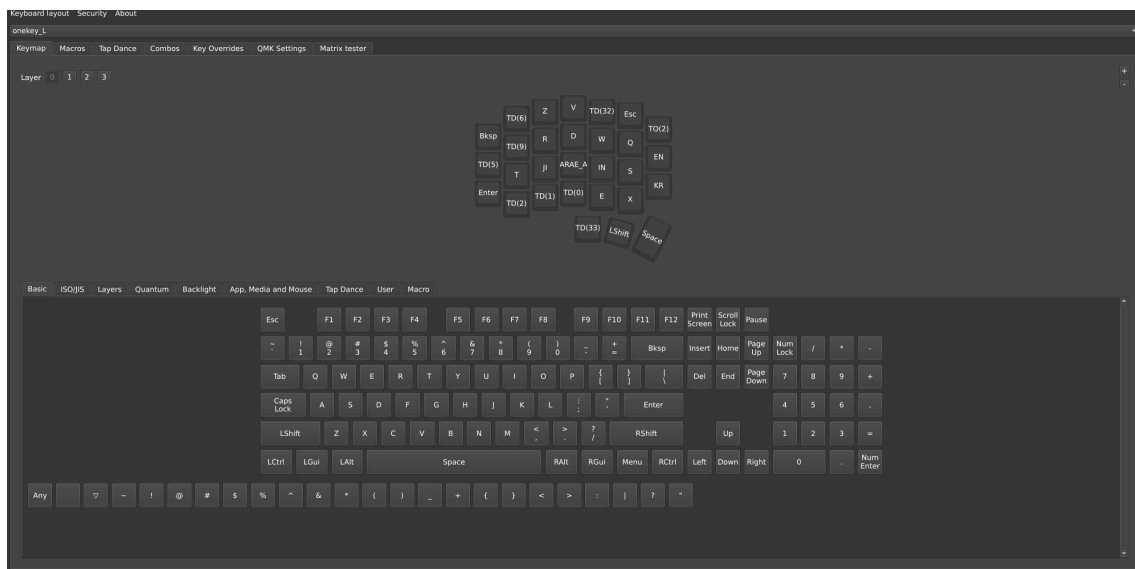 Keyboard layout Security About
onekey_L
Keymap Macros Tap Dance Combos Key Overrides QMK Settings Matrix tester
Layer 0 1 2 3
+
-
TD(6) Z V TD(32) Esc
Bksp TD(9) R D W Q TO(2)
TD(5) T JI ARAE_A IN S EN
Enter TD(2) TD(1) TD(0) E X KR
TD(33) LShift Space
Basic ISO/JIS Layers Quantum Backlight App, Media and Mouse Tap Dance User Macro
Esc F1 F2 F3 F4 F5 F6 F7 F8 F9 F10 F11 F12 Print Screen Scroll Lock Pause
~ ` ! 1 @ 2 # 3 $ 4 % 5 ^ 6 & 7 * 8 ( 9 ) 0 _ - + = Bksp Insert Home Page Up Num Lock / * -
Tab Q W E R T Y U I O P { [ } ] | \ Del End Page Down 7 8 9 +
Caps Lock A S D F G H J K L : ; " ' Enter 4 5 6 ,
LShift Z X C V B N M < , > . ? / RShift Up 1 2 3 =
LCtrl LGui LAlt Space RAlt RGui Menu RCtrl Left Down Right 0 . Num Enter
Any ▽ ~ ! @ # $ % ^ & * ( ) _ + { } < > : | ? "